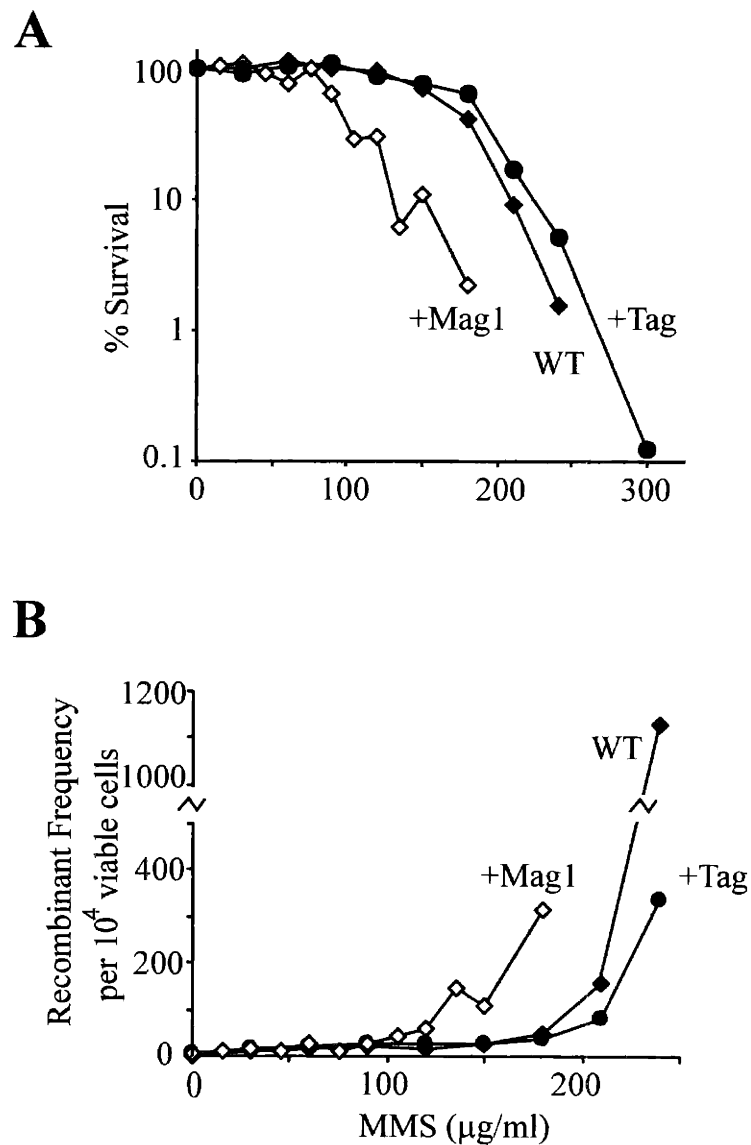 A
100
10
1
0.1
% Survival
+Mag1
WT
+Tag
0
100
200
300
B
1200
1000
400
200
0
Recombinant Frequency
per 10⁴ viable cells
WT
+Mag1
+Tag
0
100
200
MMS (µg/ml)